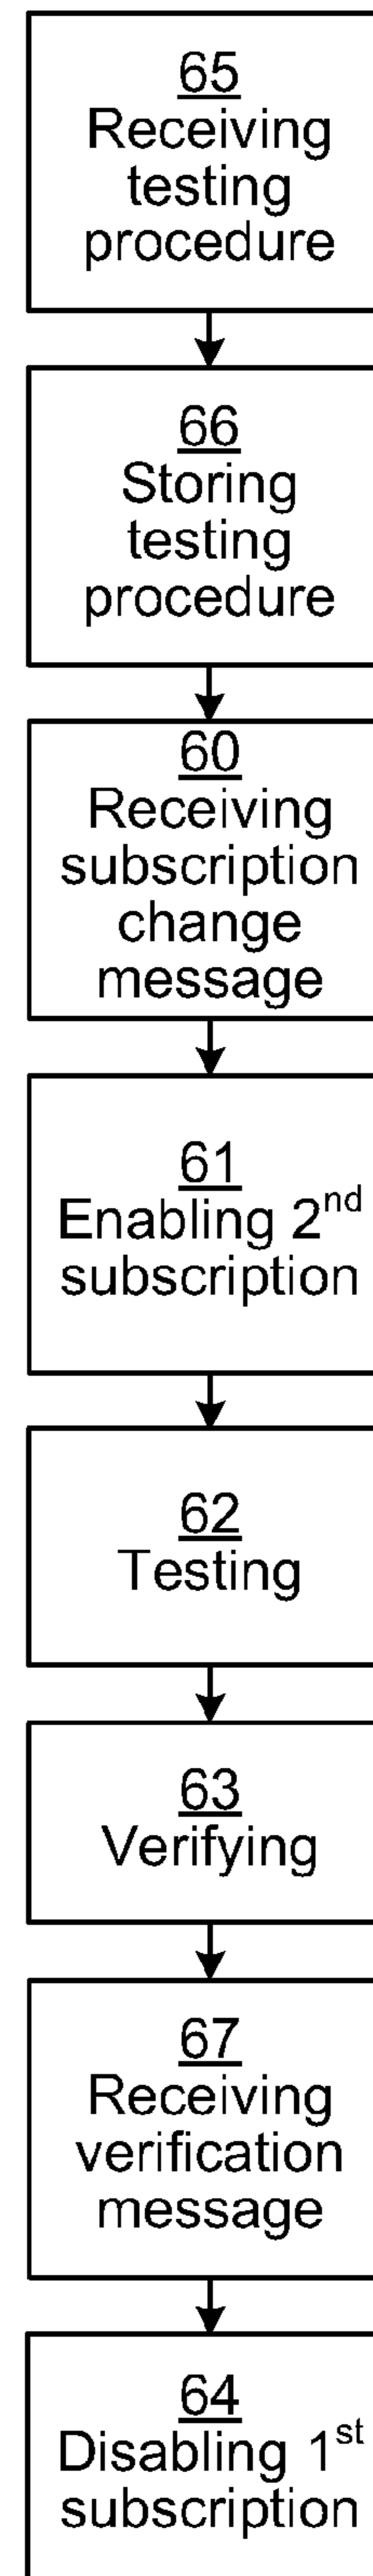 65
Receiving
testing
procedure
66
Storing
testing
procedure
60
Receiving
subscription
change
message
61
Enabling 2nd
subscription
62
Testing
63
Verifying
67
Receiving
verification
message
64
Disabling 1st
subscription